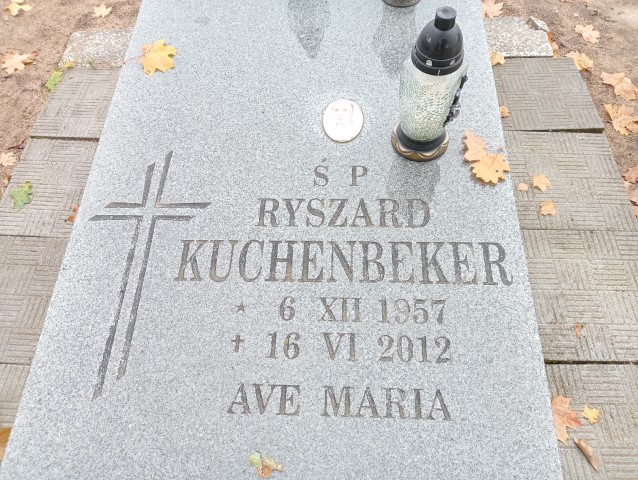 Ś P
RYSZARD
KUCHENBEKER
* 6 XII 1957
✝ 16 VI 2012
AVE MARIA